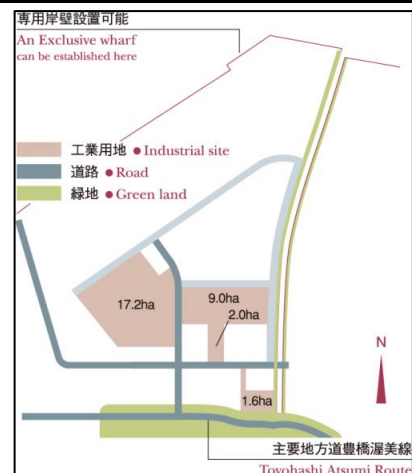 専用岸壁設置可能
An Exclusive wharf
can be established here
工業用地 ● Industrial site
道路 ● Road
緑地 ● Green land
17.2ha
9.0ha
2.0ha
1.6ha
N
主要地方道豊橋渥美線
Toyohashi Atsumi Route